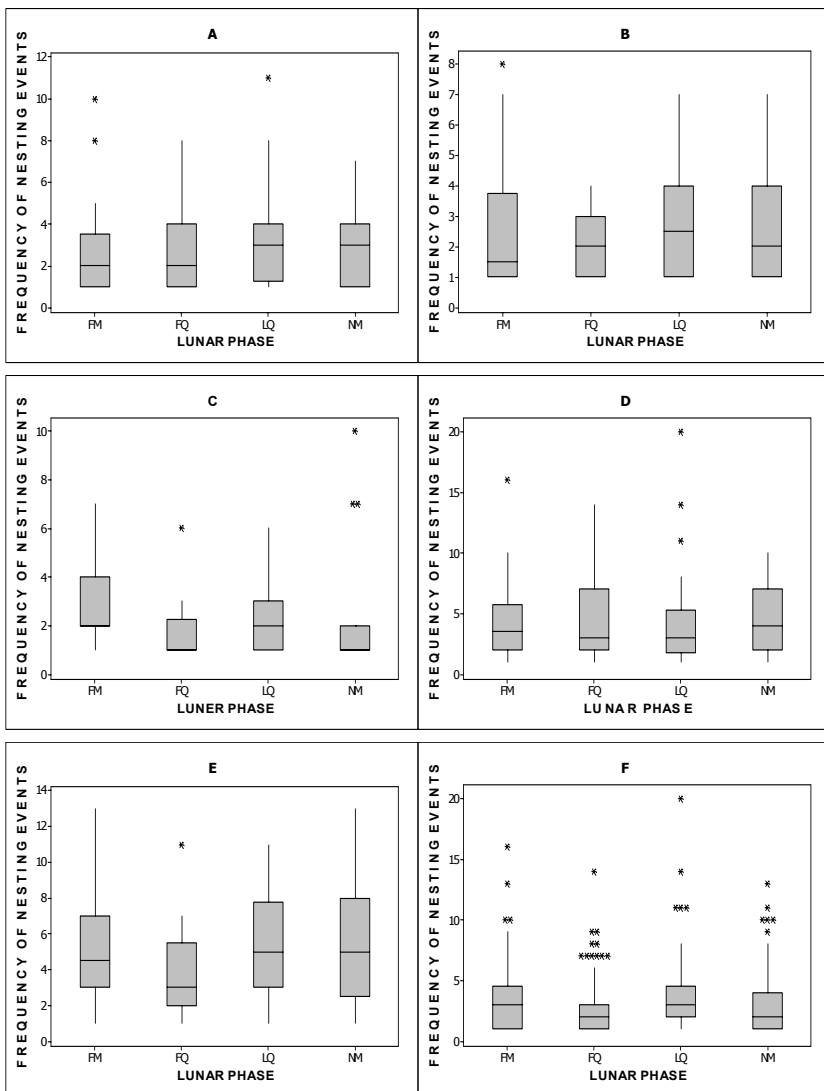 A
FREQUENCY OF NESTING EVENTS
12
10
8
6
4
2
0
FM FQ LQ NM
LUNAR PHASE
B
FREQUENCY OF NESTING EVENTS
8
7
6
5
4
3
2
1
0
FM FQ LQ NM
LUNAR PHASE
C
FREQUENCY OF NESTING EVENTS
10
8
6
4
2
0
FM FQ LQ NM
LUNER PHASE
D
FREQUENCY OF NESTING EVENTS
20
15
10
5
0
FM FQ LQ NM
LUNAR PHASE
E
FREQUENCY OF NESTING EVENTS
14
12
10
8
6
4
2
0
FM FQ LQ NM
LUNAR PHASE
F
FREQUENCY OF NESTING EVENTS
20
15
10
5
0
FM FQ LQ NM
LUNAR PHASE